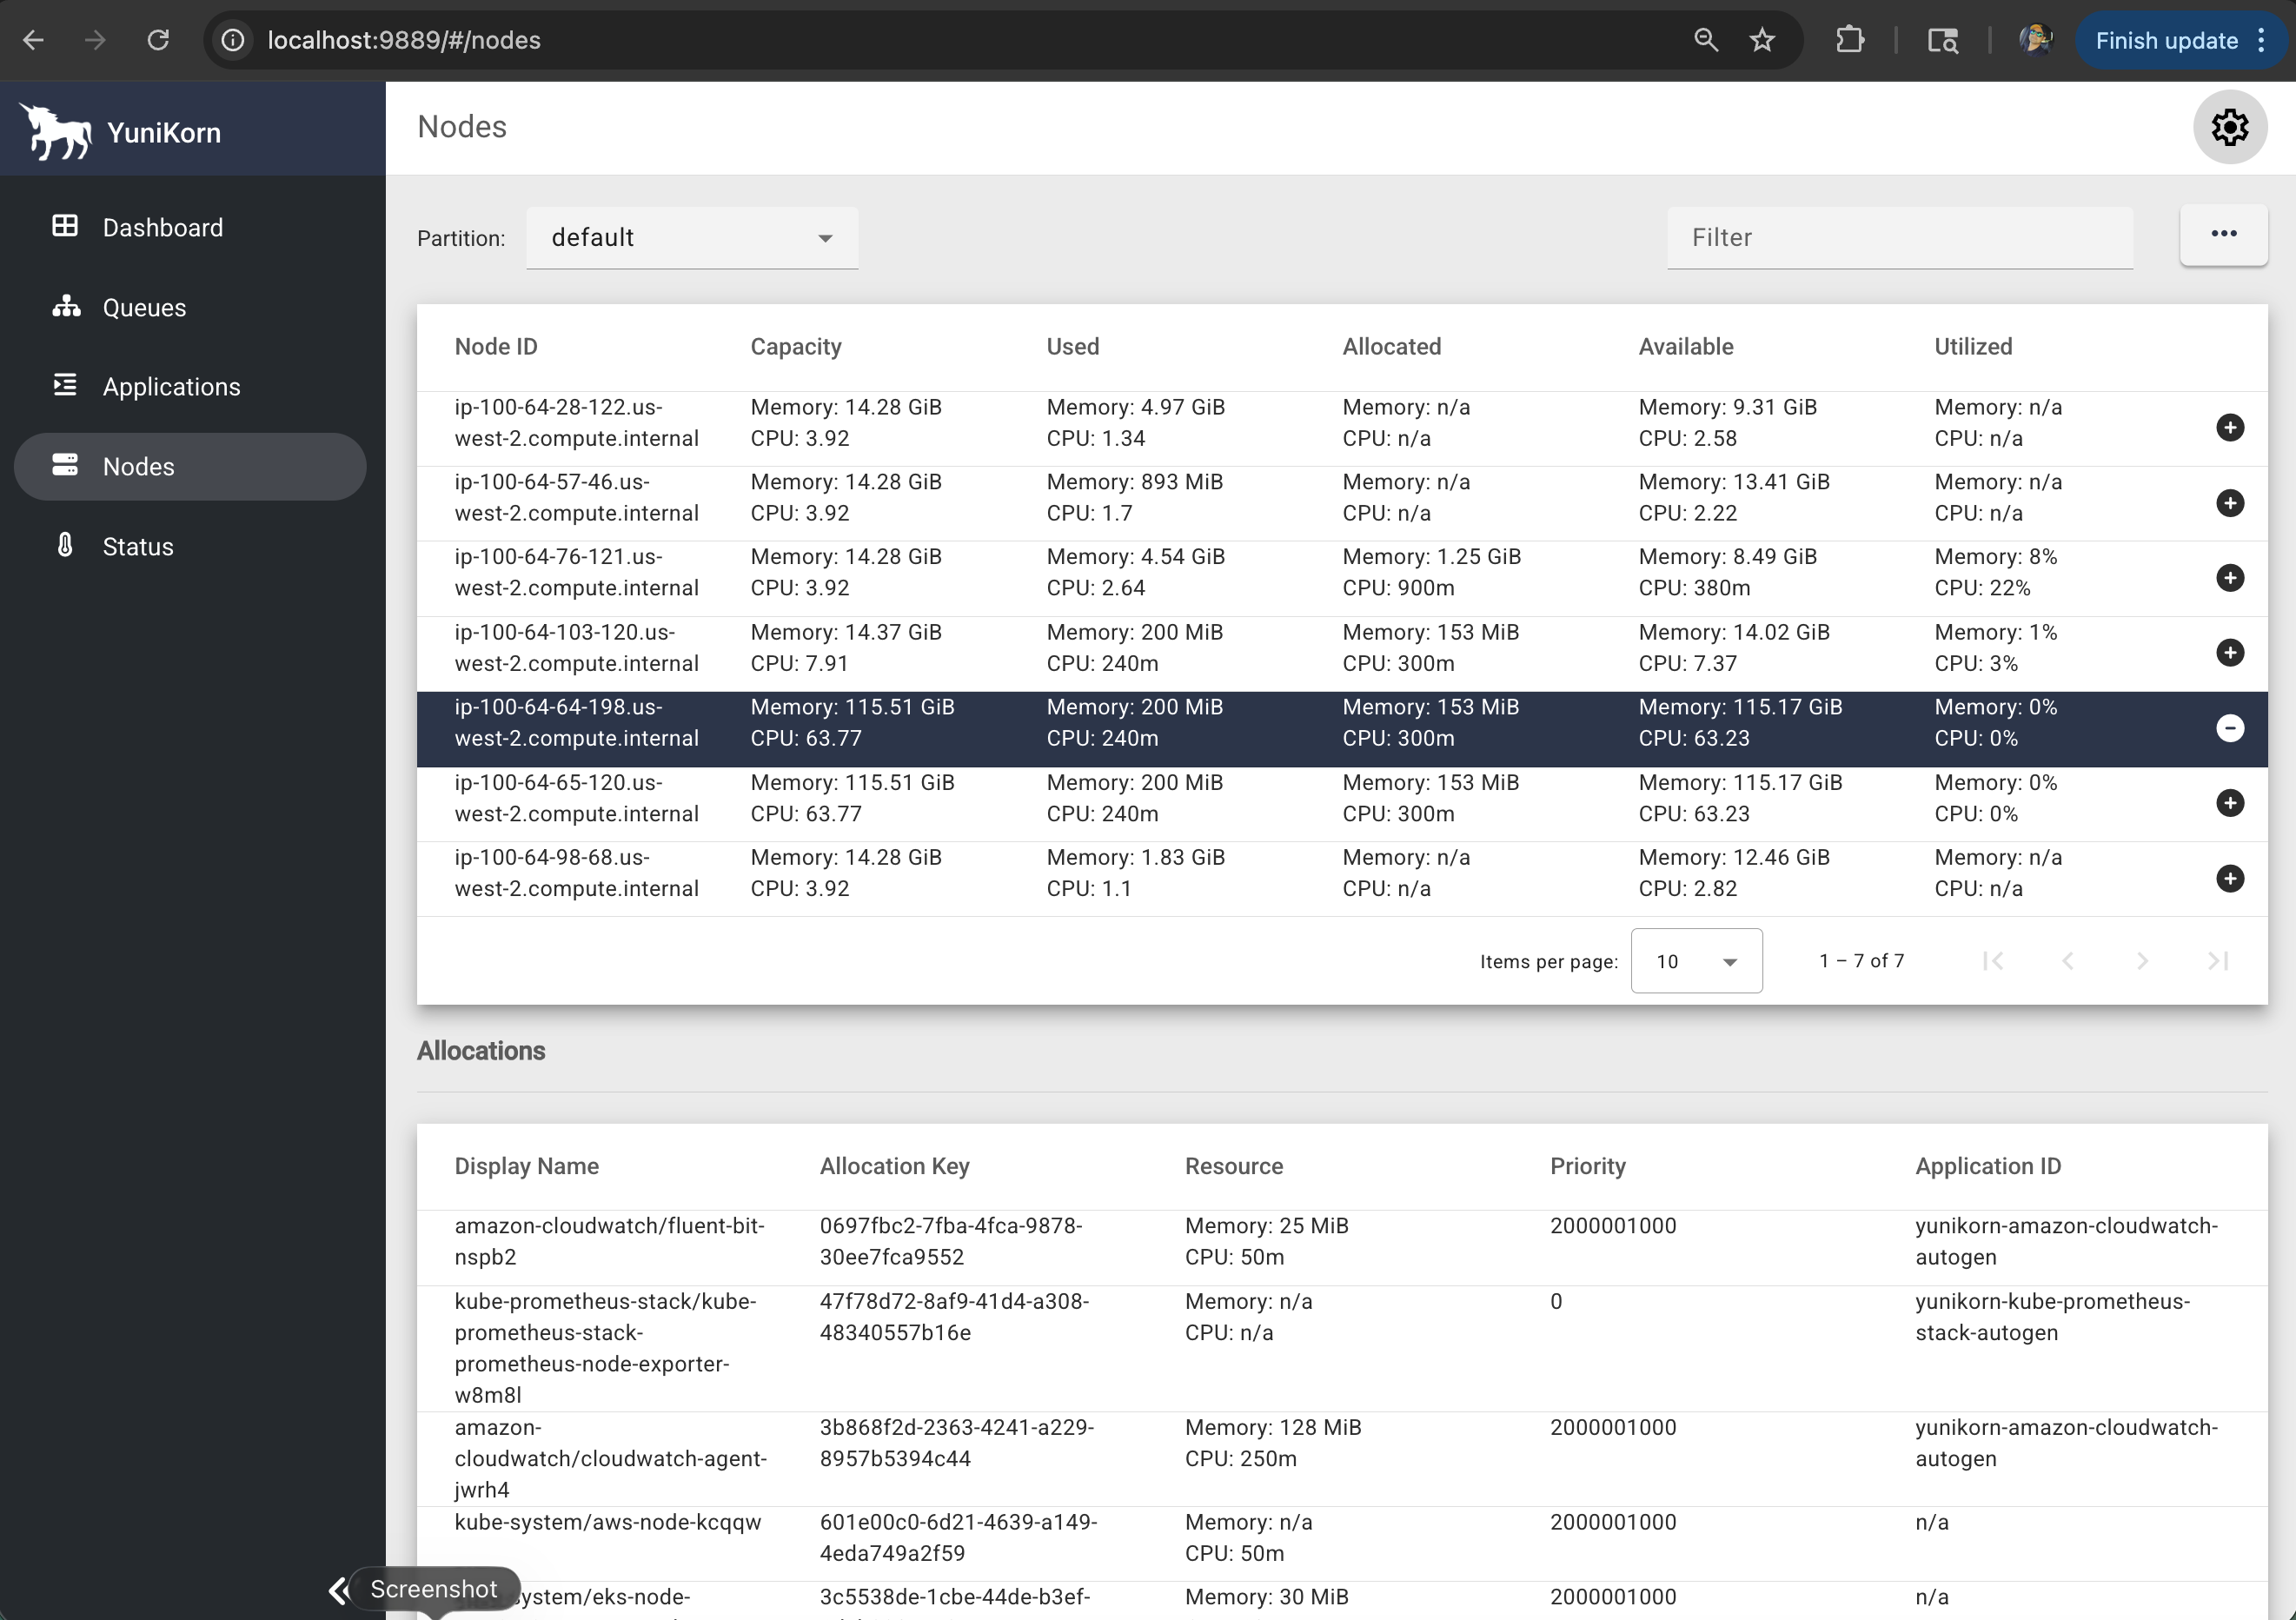 localhost:9889/#/nodes
Finish update
YuniKorn
Dashboard
Queues
Applications
Nodes
Status
Nodes
Partition:
default
Filter
Node ID Capacity Used Allocated Available Utilized
ip-100-64-28-122.us- Memory: 14.28 GiB Memory: 4.97 GiB Memory: n/a Memory: 9.31 GiB Memory: n/a
west-2.compute.internal CPU: 3.92 CPU: 1.34 CPU: n/a CPU: 2.58 CPU: n/a
ip-100-64-57-46.us- Memory: 14.28 GiB Memory: 893 MiB Memory: n/a Memory: 13.41 GiB Memory: n/a
west-2.compute.internal CPU: 3.92 CPU: 1.7 CPU: n/a CPU: 2.22 CPU: n/a
ip-100-64-76-121.us- Memory: 14.28 GiB Memory: 4.54 GiB Memory: 1.25 GiB Memory: 8.49 GiB Memory: 8%
west-2.compute.internal CPU: 3.92 CPU: 2.64 CPU: 900m CPU: 380m CPU: 22%
ip-100-64-103-120.us- Memory: 14.37 GiB Memory: 200 MiB Memory: 153 MiB Memory: 14.02 GiB Memory: 1%
west-2.compute.internal CPU: 7.91 CPU: 240m CPU: 300m CPU: 7.37 CPU: 3%
ip-100-64-64-198.us- Memory: 115.51 GiB Memory: 200 MiB Memory: 153 MiB Memory: 115.17 GiB Memory: 0%
west-2.compute.internal CPU: 63.77 CPU: 240m CPU: 300m CPU: 63.23 CPU: 0%
ip-100-64-65-120.us- Memory: 115.51 GiB Memory: 200 MiB Memory: 153 MiB Memory: 115.17 GiB Memory: 0%
west-2.compute.internal CPU: 63.77 CPU: 240m CPU: 300m CPU: 63.23 CPU: 0%
ip-100-64-98-68.us- Memory: 14.28 GiB Memory: 1.83 GiB Memory: n/a Memory: 12.46 GiB Memory: n/a
west-2.compute.internal CPU: 3.92 CPU: 1.1 CPU: n/a CPU: 2.82 CPU: n/a
Items per page: 10 1 – 7 of 7
Allocations
Display Name Allocation Key Resource Priority Application ID
amazon-cloudwatch/fluent-bit- 0697fbc2-7fba-4fca-9878- Memory: 25 MiB 2000001000 yunikorn-amazon-cloudwatch-
nspb2 30ee7fca9552 CPU: 50m autogen
kube-prometheus-stack/kube- 47f78d72-8af9-41d4-a308- Memory: n/a 0 yunikorn-kube-prometheus-
prometheus-stack- 48340557b16e CPU: n/a stack-autogen
prometheus-node-exporter-
w8m8l
amazon- 3b868f2d-2363-4241-a229- Memory: 128 MiB 2000001000 yunikorn-amazon-cloudwatch-
cloudwatch/cloudwatch-agent- 8957b5394c44 CPU: 250m autogen
jwrh4
kube-system/aws-node-kcqqw 601e00c0-6d21-4639-a149- Memory: n/a 2000001000 n/a
4eda749a2f59 CPU: 50m
system/eks-node- 3c5538de-1cbe-44de-b3ef- Memory: 30 MiB 2000001000 n/a
Screenshot